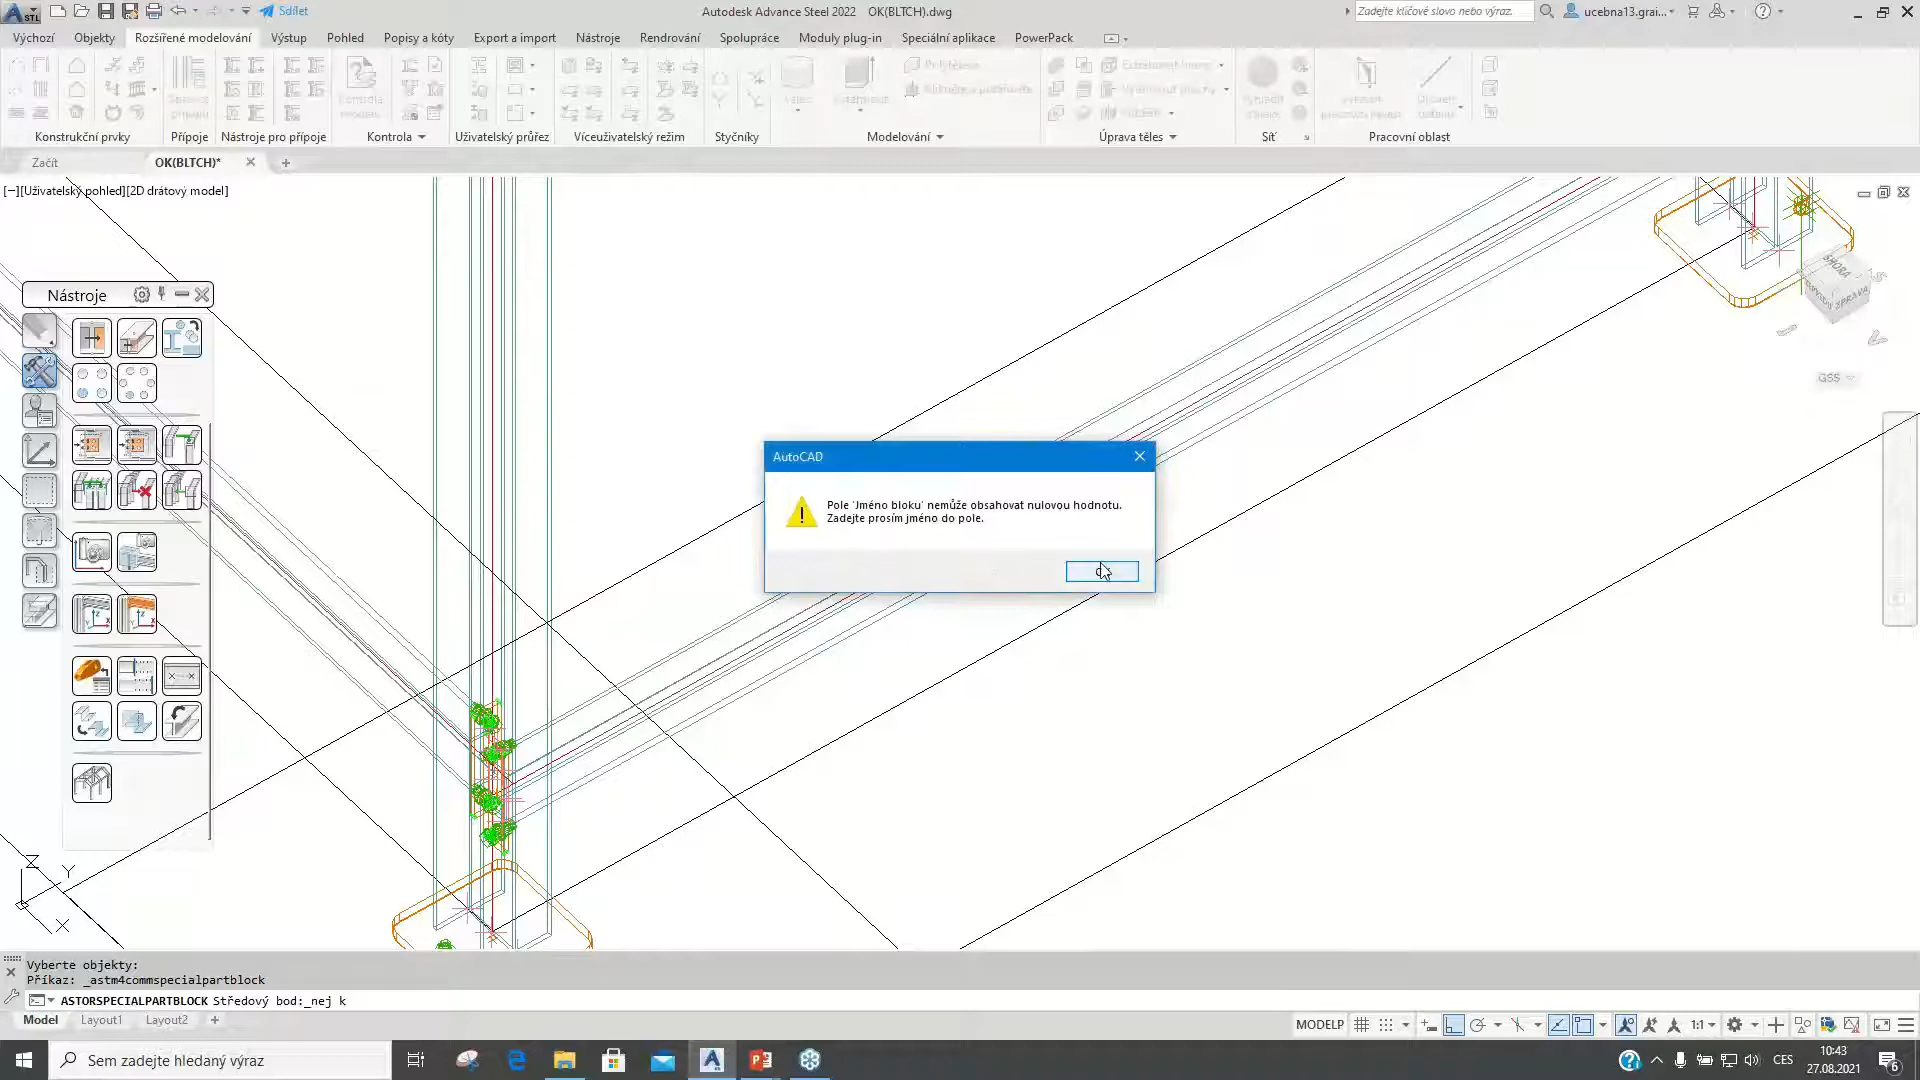 STL
Sdílet
Autodesk Advance Steel 2022 OK(BLTCH).dwg
Zadejte klíčové slovo nebo výraz.
ucebna13.grai...
Výchozí Objekty Rozšířené modelování Výstup Pohled Popisy a kóty Export a import Nástroje Rendrování Spolupráce Moduly plug-in Speciální aplikace PowerPack
Konstrukční prvky Přípoje Nástroje pro přípoje Kontrola Uživatelský průřez Víceuživatelský režim Styčníky Modelování Úprava těles Síť Pracovní oblast
Začít OK(BLTCH)*
[−][Uživatelský pohled][2D drátový model]
Nástroje
SHORA
ZPRAVA
GSS
AutoCAD
Pole 'Jméno bloku' nemůže obsahovat nulovou hodnotu.
Zadejte prosím jméno do pole.
Z
Y
X
Vyberte objekty:
Příkaz: _astm4commspecialpartblock
ASTORSPECIALPARTBLOCK Středový bod:_nej k
Model Layout1 Layout2
MODELP
1:1
Sem zadejte hledaný výraz
CES
10:43
27.08.2021
6